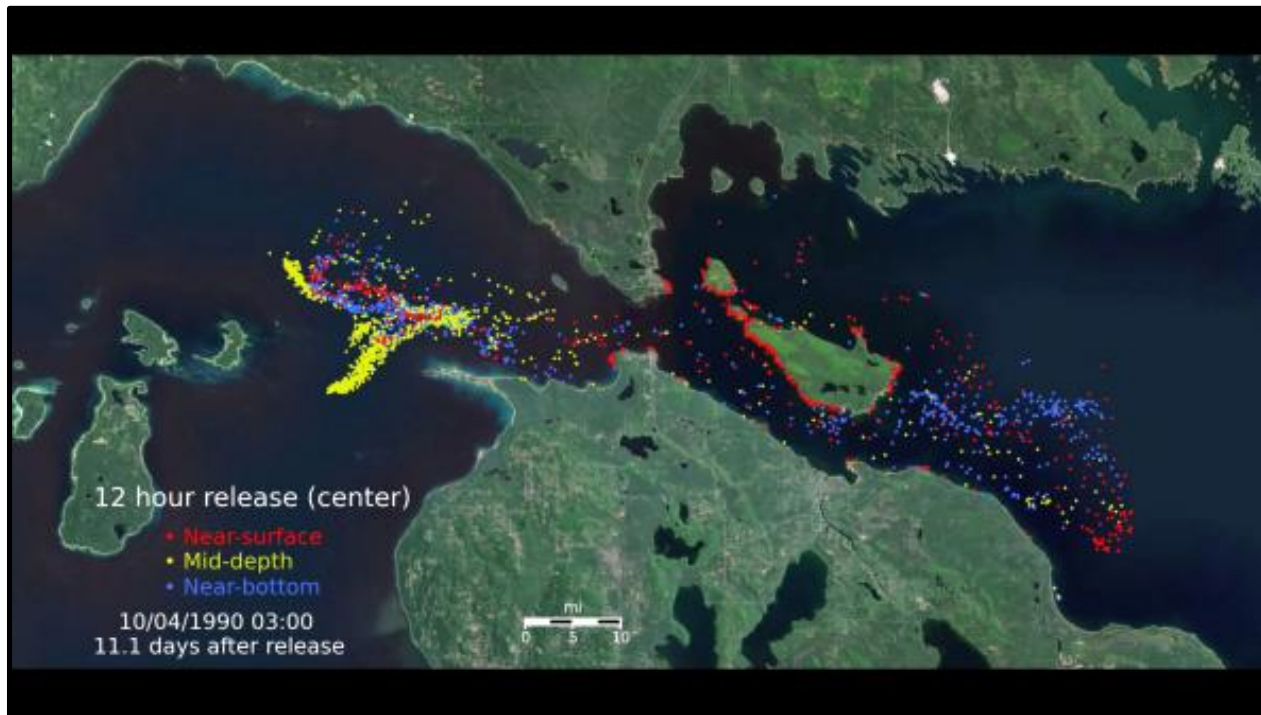 12 hour release (center)
• Near-surface
• Mid-depth
• Near-bottom
10/04/1990 03:00
11.1 days after release
mi
0 5 10